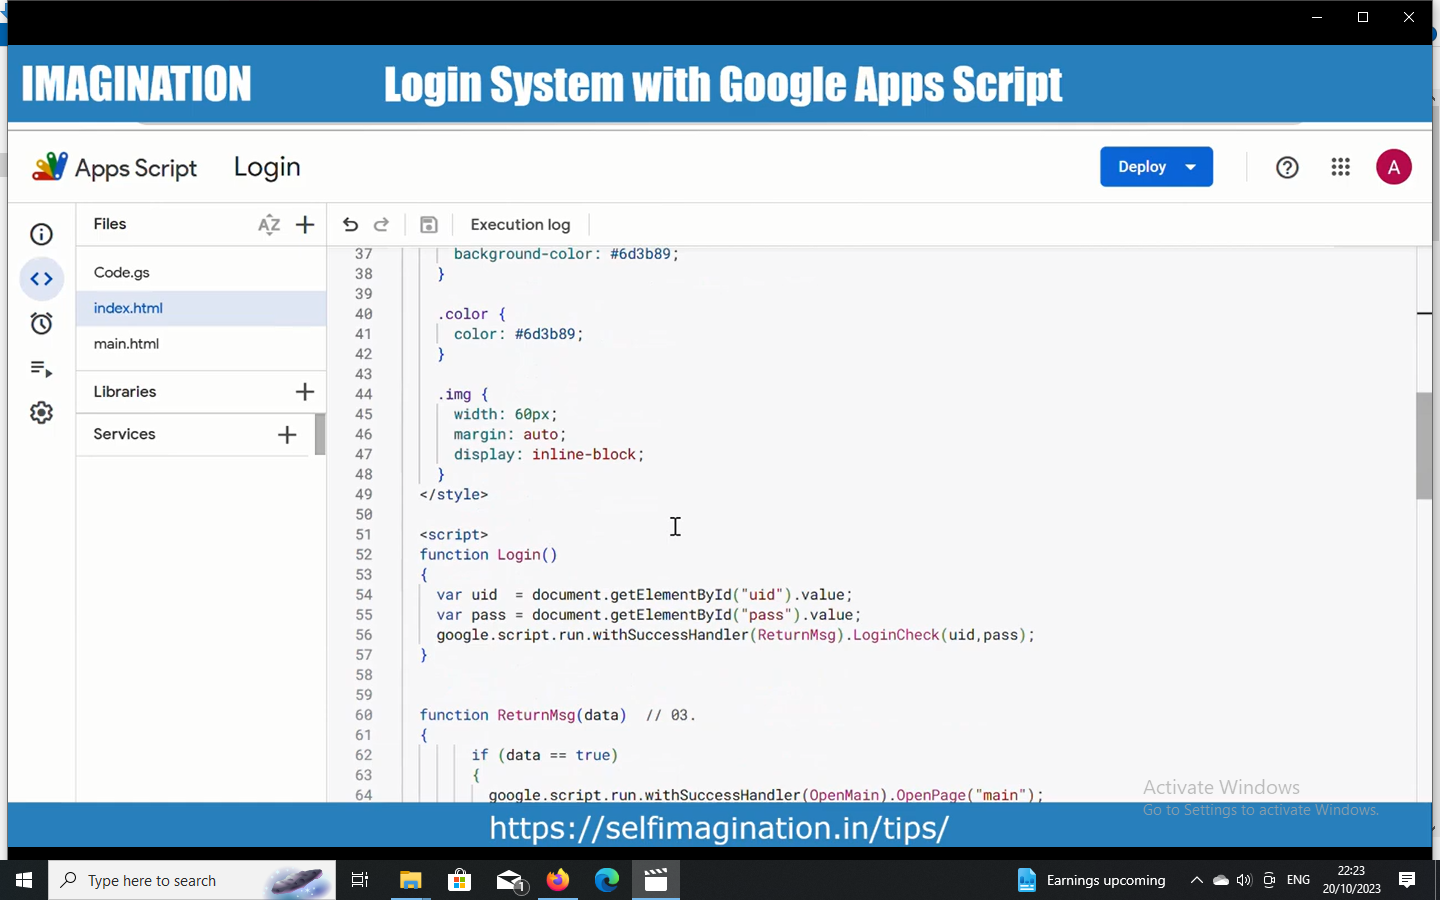 IMAGINATION Login System with Google Apps Script
Apps Script Login Deploy A
Files Execution log
Code.gs
index.html
main.html
Libraries
Services
37 background-color: #6d3b89;
38 }
39
40 .color {
41 color: #6d3b89;
42 }
43
44 .img {
45 width: 60px;
46 margin: auto;
47 display: inline-block;
48 }
49 </style>
50
51 <script>
52 function Login()
53 {
54 var uid  = document.getElementById("uid").value;
55 var pass = document.getElementById("pass").value;
56 google.script.run.withSuccessHandler(ReturnMsg).LoginCheck(uid,pass);
57 }
58
59
60 function ReturnMsg(data)  // 03.
61 {
62 if (data == true)
63 {
64 google.script.run.withSuccessHandler(OpenMain).OpenPage("main");
Activate Windows
Go to Settings to activate Windows.
https://selfimagination.in/tips/
Type here to search 1 Earnings upcoming ENG 22:23
20/10/2023